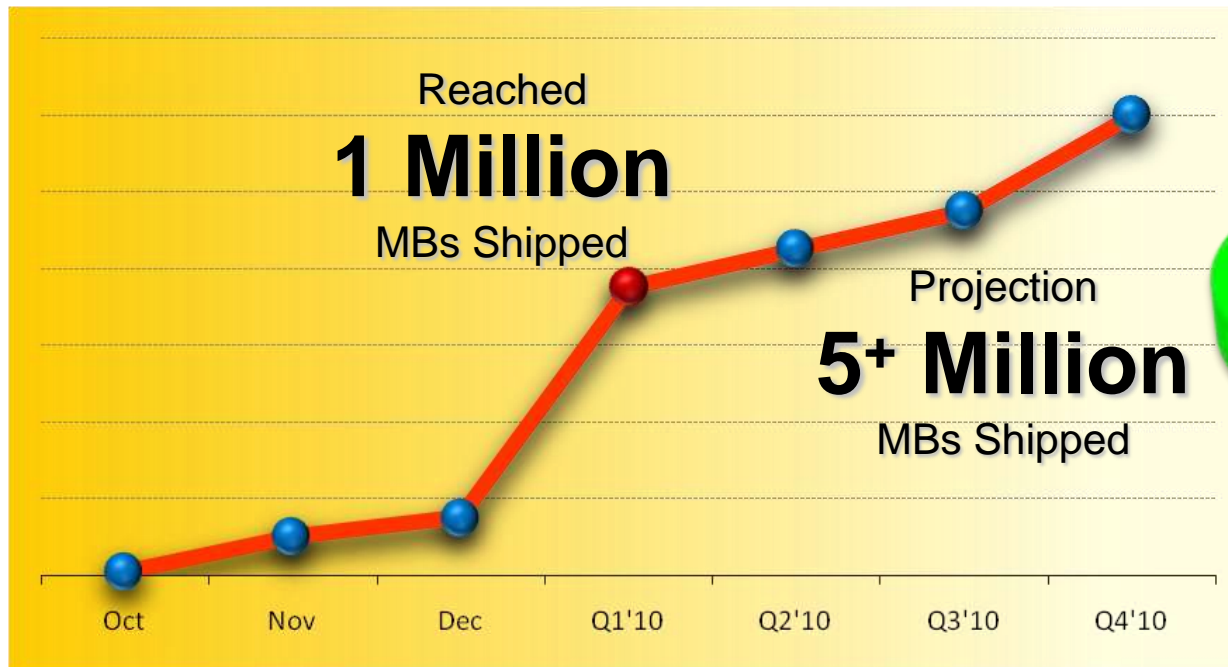 Reached
1 Million
MBs Shipped
Projection
5+ Million
MBs Shipped
Oct Nov Dec Q1'10 Q2'10 Q3'10 Q4'10